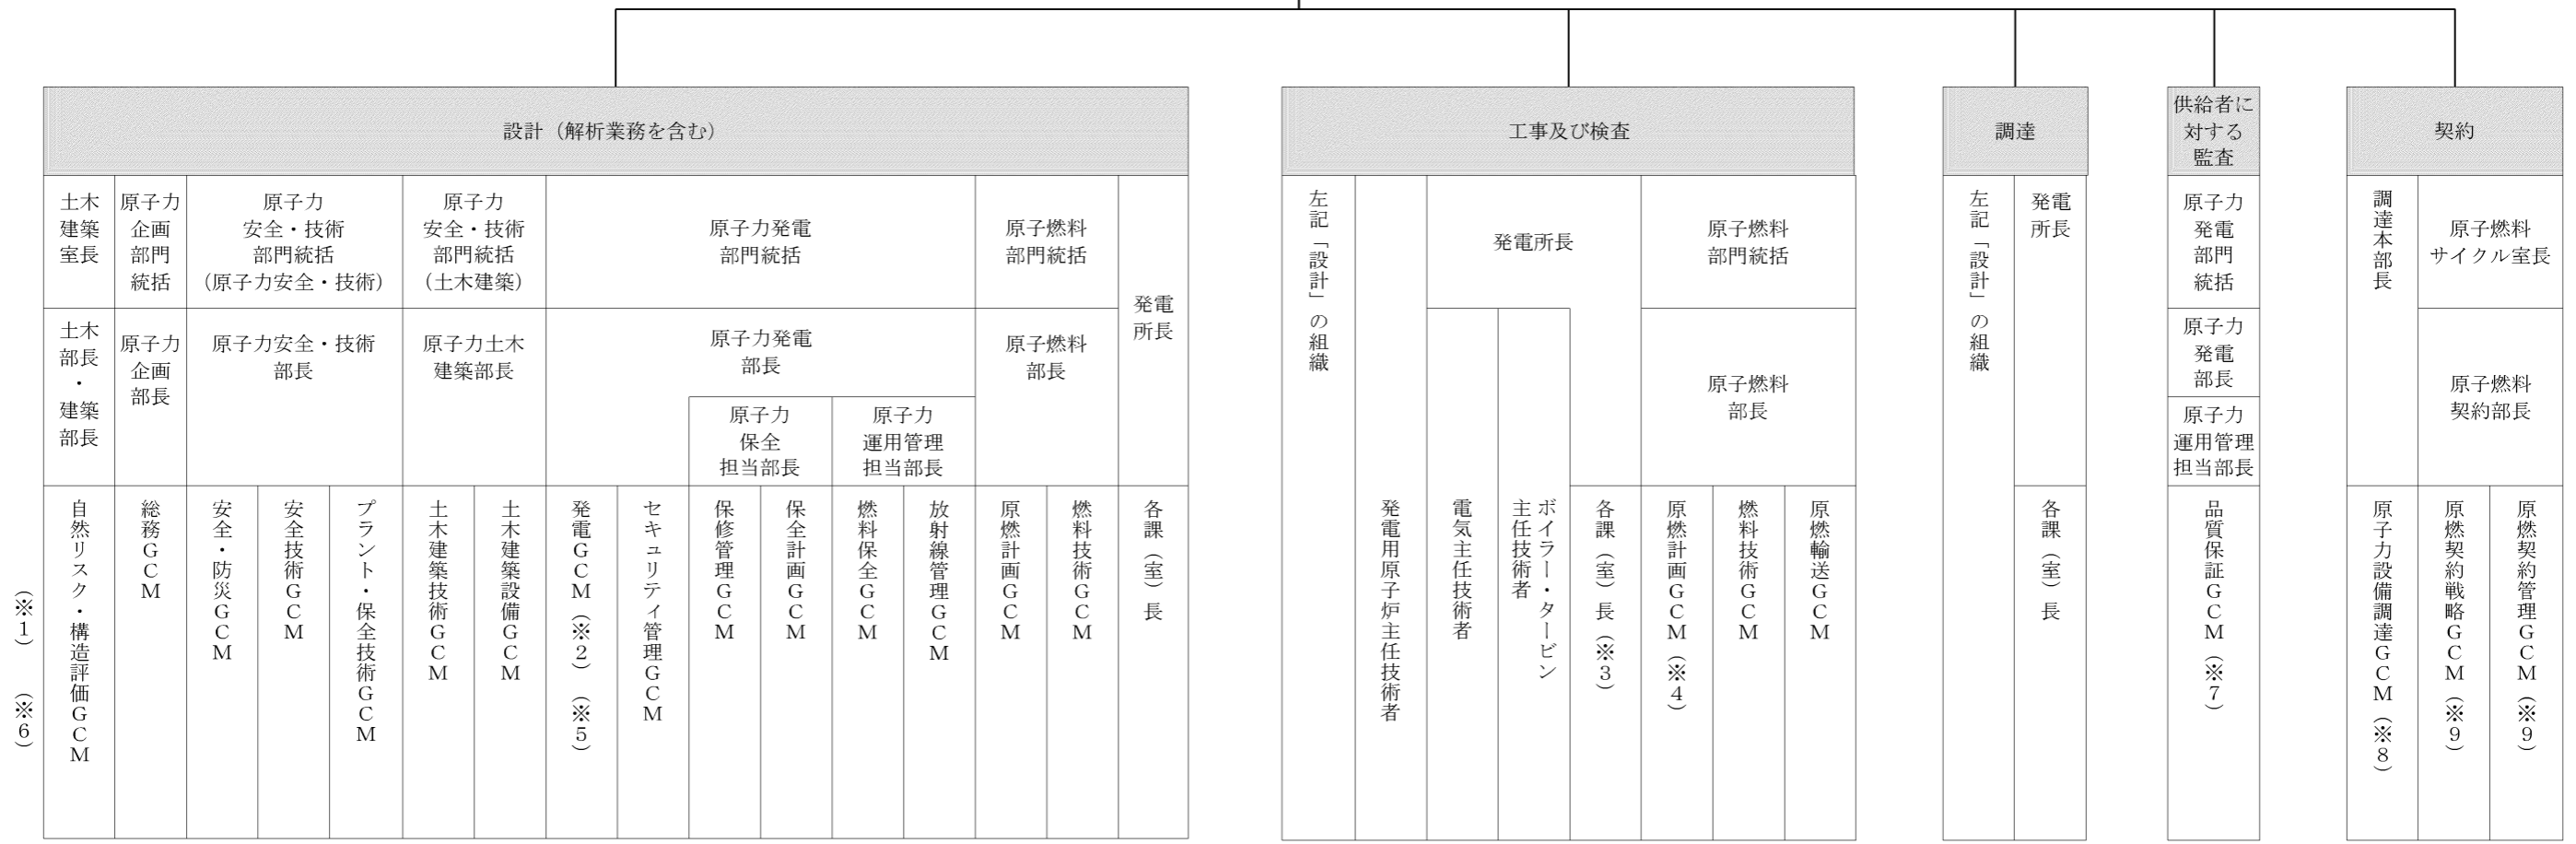 設計（解析業務を含む）
土木
建築
室長
原子力
企画
部門
統括
原子力
安全・技術
部門統括
（原子力安全・技術）
原子力
安全・技術
部門統括
（土木建築）
原子力発電
部門統括
原子燃料
部門統括
発電
所長
土木
部長
・
建築
部長
原子力
企画
部長
原子力安全・技術
部長
原子力土木
建築部長
原子力発電
部長
原子力
保全
担当部長
原子力
運用管理
担当部長
原子燃料
部長
（※１）　（※６）
自然リスク・構造評価ＧＣＭ
総務ＧＣＭ
安全・防災ＧＣＭ
安全技術ＧＣＭ
プラント・保全技術ＧＣＭ
土木建築技術ＧＣＭ
土木建築設備ＧＣＭ
発電ＧＣＭ（※２）（※５）
セキュリティ管理ＧＣＭ
保修管理ＧＣＭ
保全計画ＧＣＭ
燃料保全ＧＣＭ
放射線管理ＧＣＭ
原燃計画ＧＣＭ
燃料技術ＧＣＭ
各課（室）長
工事及び検査
左記「設計」の組織
発電用原子炉主任技術者
発電所長
電気主任技術者
ボイラー・タービン
主任技術者
各課（室）長（※３）
原子燃料
部門統括
原子燃料
部長
原燃計画ＧＣＭ（※４）
燃料技術ＧＣＭ
原燃輸送ＧＣＭ
調達
左記「設計」の組織
発電
所長
各課（室）長
供給者に
対する
監査
原子力
発電
部門
統括
原子力
発電
部長
原子力
運用管理
担当部長
品質保証ＧＣＭ（※７）
契約
調達本部長
原子力設備調達ＧＣＭ（※８）
原子燃料
サイクル室長
原子燃料
契約部長
原燃契約戦略ＧＣＭ（※９）
原燃契約管理ＧＣＭ（※９）